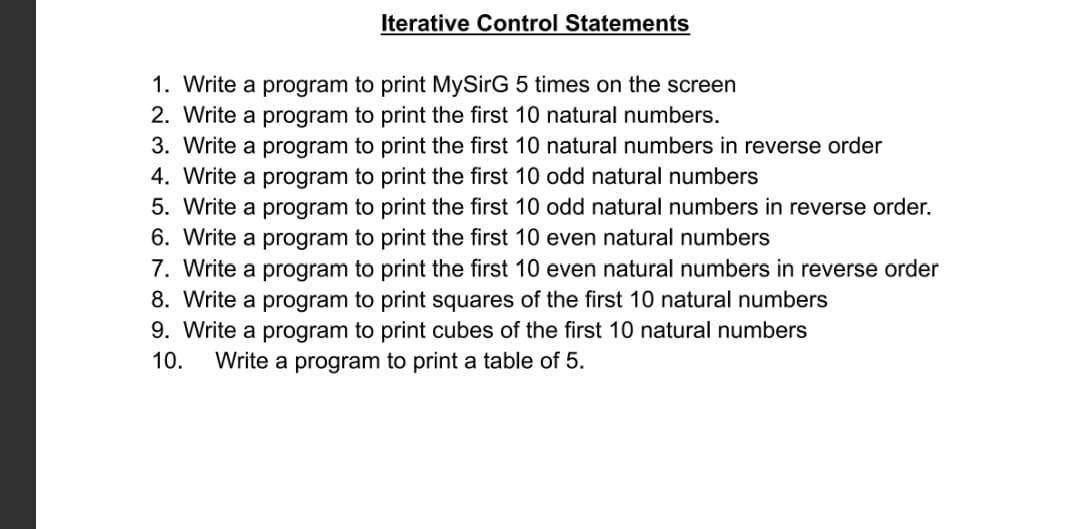 Iterative Control Statements
1. Write a program to print MySirG 5 times on the screen
2. Write a program to print the first 10 natural numbers.
3. Write a program to print the first 10 natural numbers in reverse order
4. Write a program to print the first 10 odd natural numbers
5. Write a program to print the first 10 odd natural numbers in reverse order.
6. Write a program to print the first 10 even natural numbers
7. Write a program to print the first 10 even natural numbers in reverse order
8. Write a program to print squares of the first 10 natural numbers
9. Write a program to print cubes of the first 10 natural numbers
10. Write a program to print a table of 5.